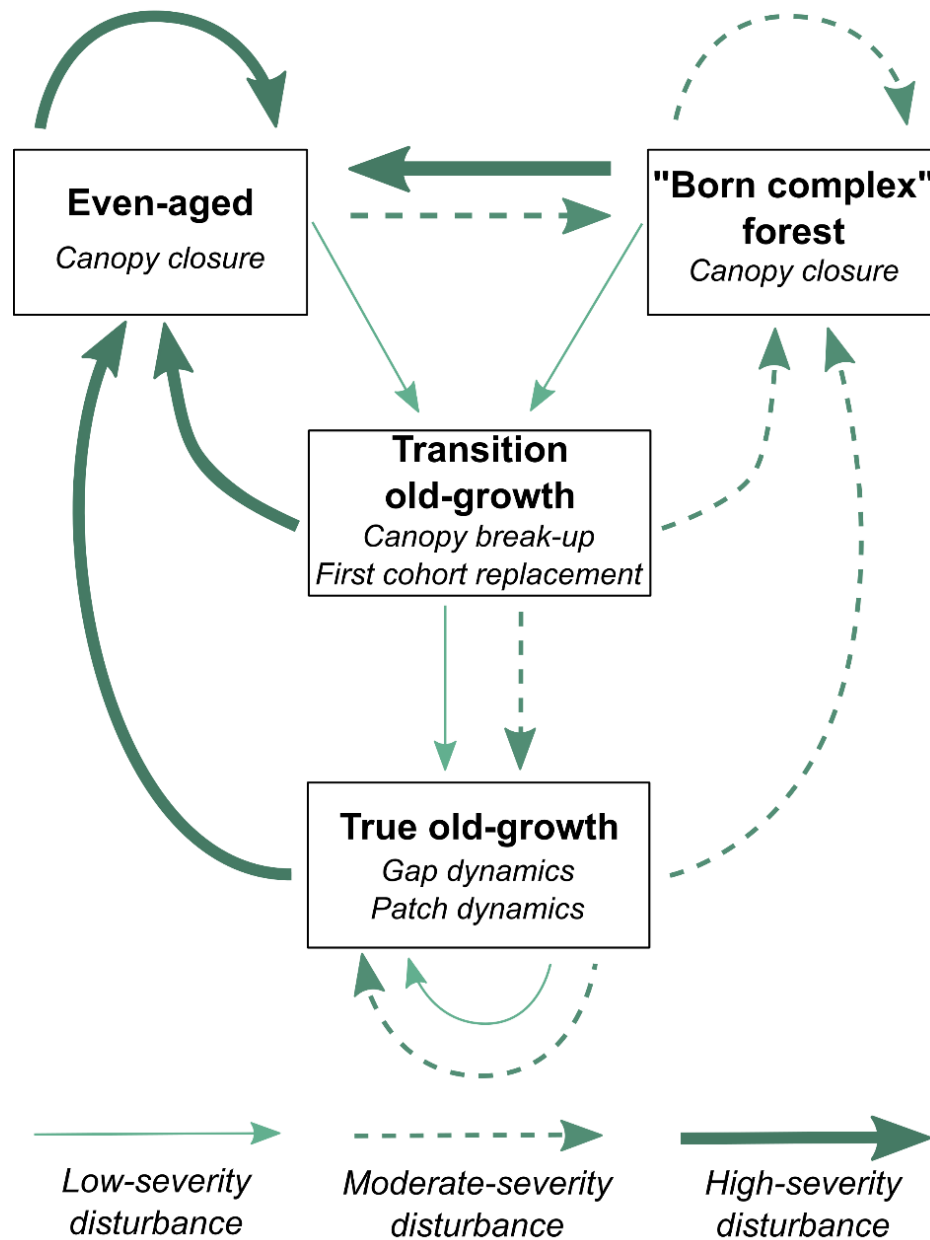 Even-aged
Canopy closure
"Born complex"
forest
Canopy closure
Transition
old-growth
Canopy break-up
First cohort replacement
True old-growth
Gap dynamics
Patch dynamics
Low-severity
disturbance
Moderate-severity
disturbance
High-severity
disturbance